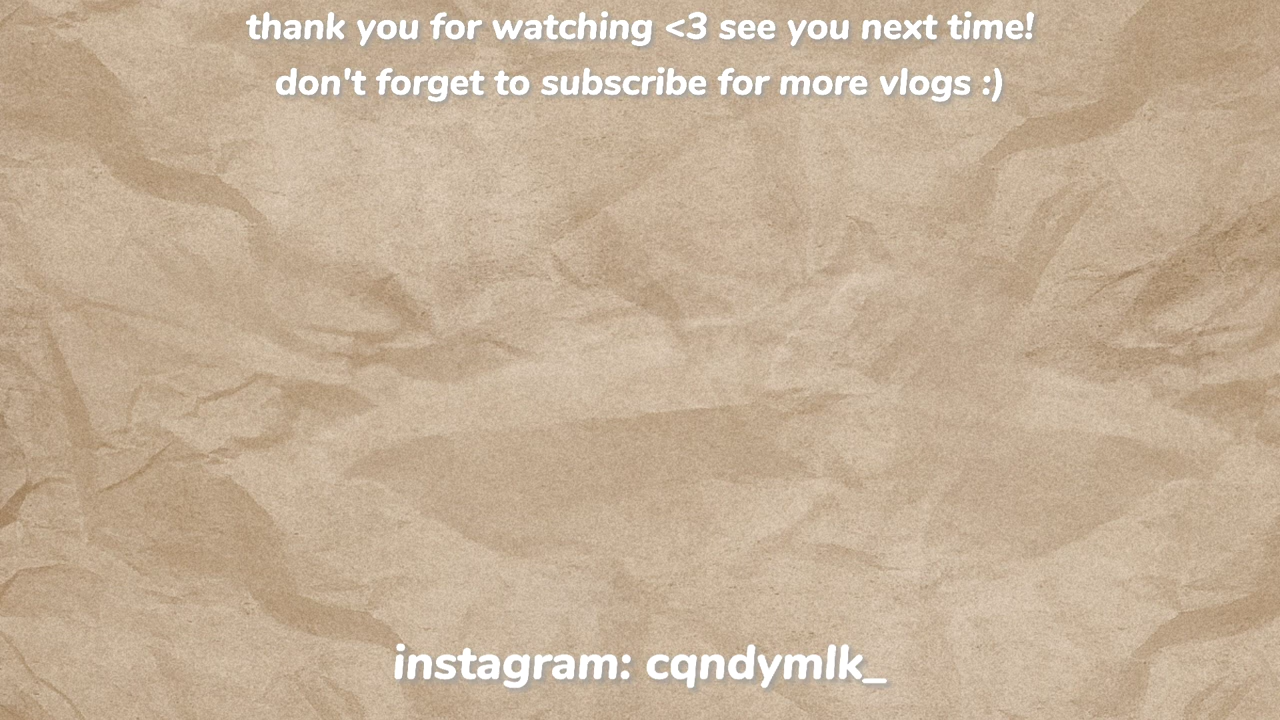 thank you for watching <3 see you next time!
don't forget to subscribe for more vlogs :)
instagram: cqndymlk_